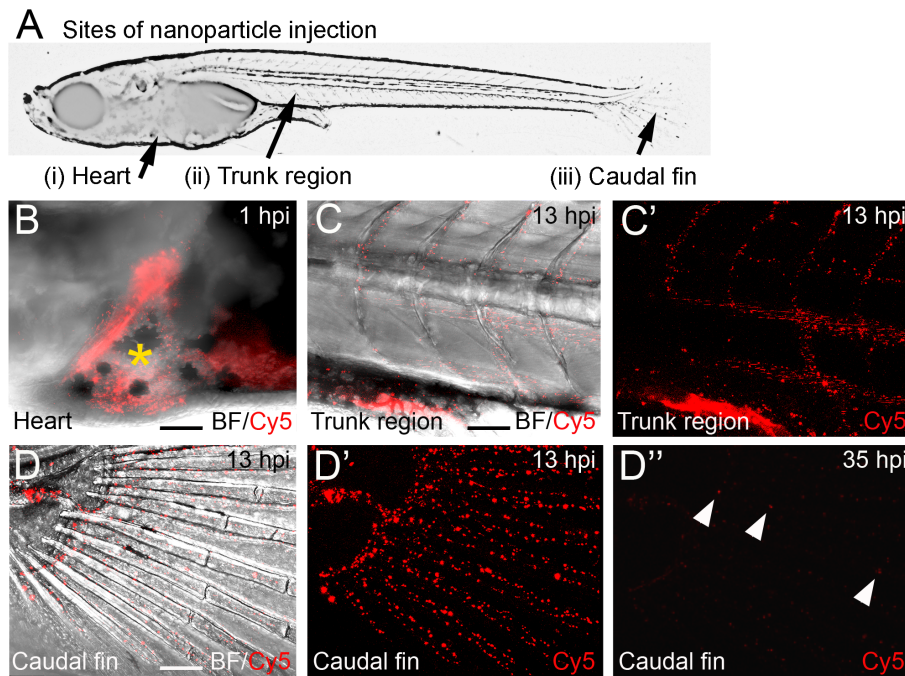 A Sites of nanoparticle injection
(i) Heart (ii) Trunk region (iii) Caudal fin
B 1 hpi
* Heart BF/Cy5
C 13 hpi
Trunk region BF/Cy5
C' 13 hpi
Trunk region Cy5
D 13 hpi
Caudal fin BF/Cy5
D' 13 hpi
Cy5
D'' 35 hpi
Caudal fin Cy5